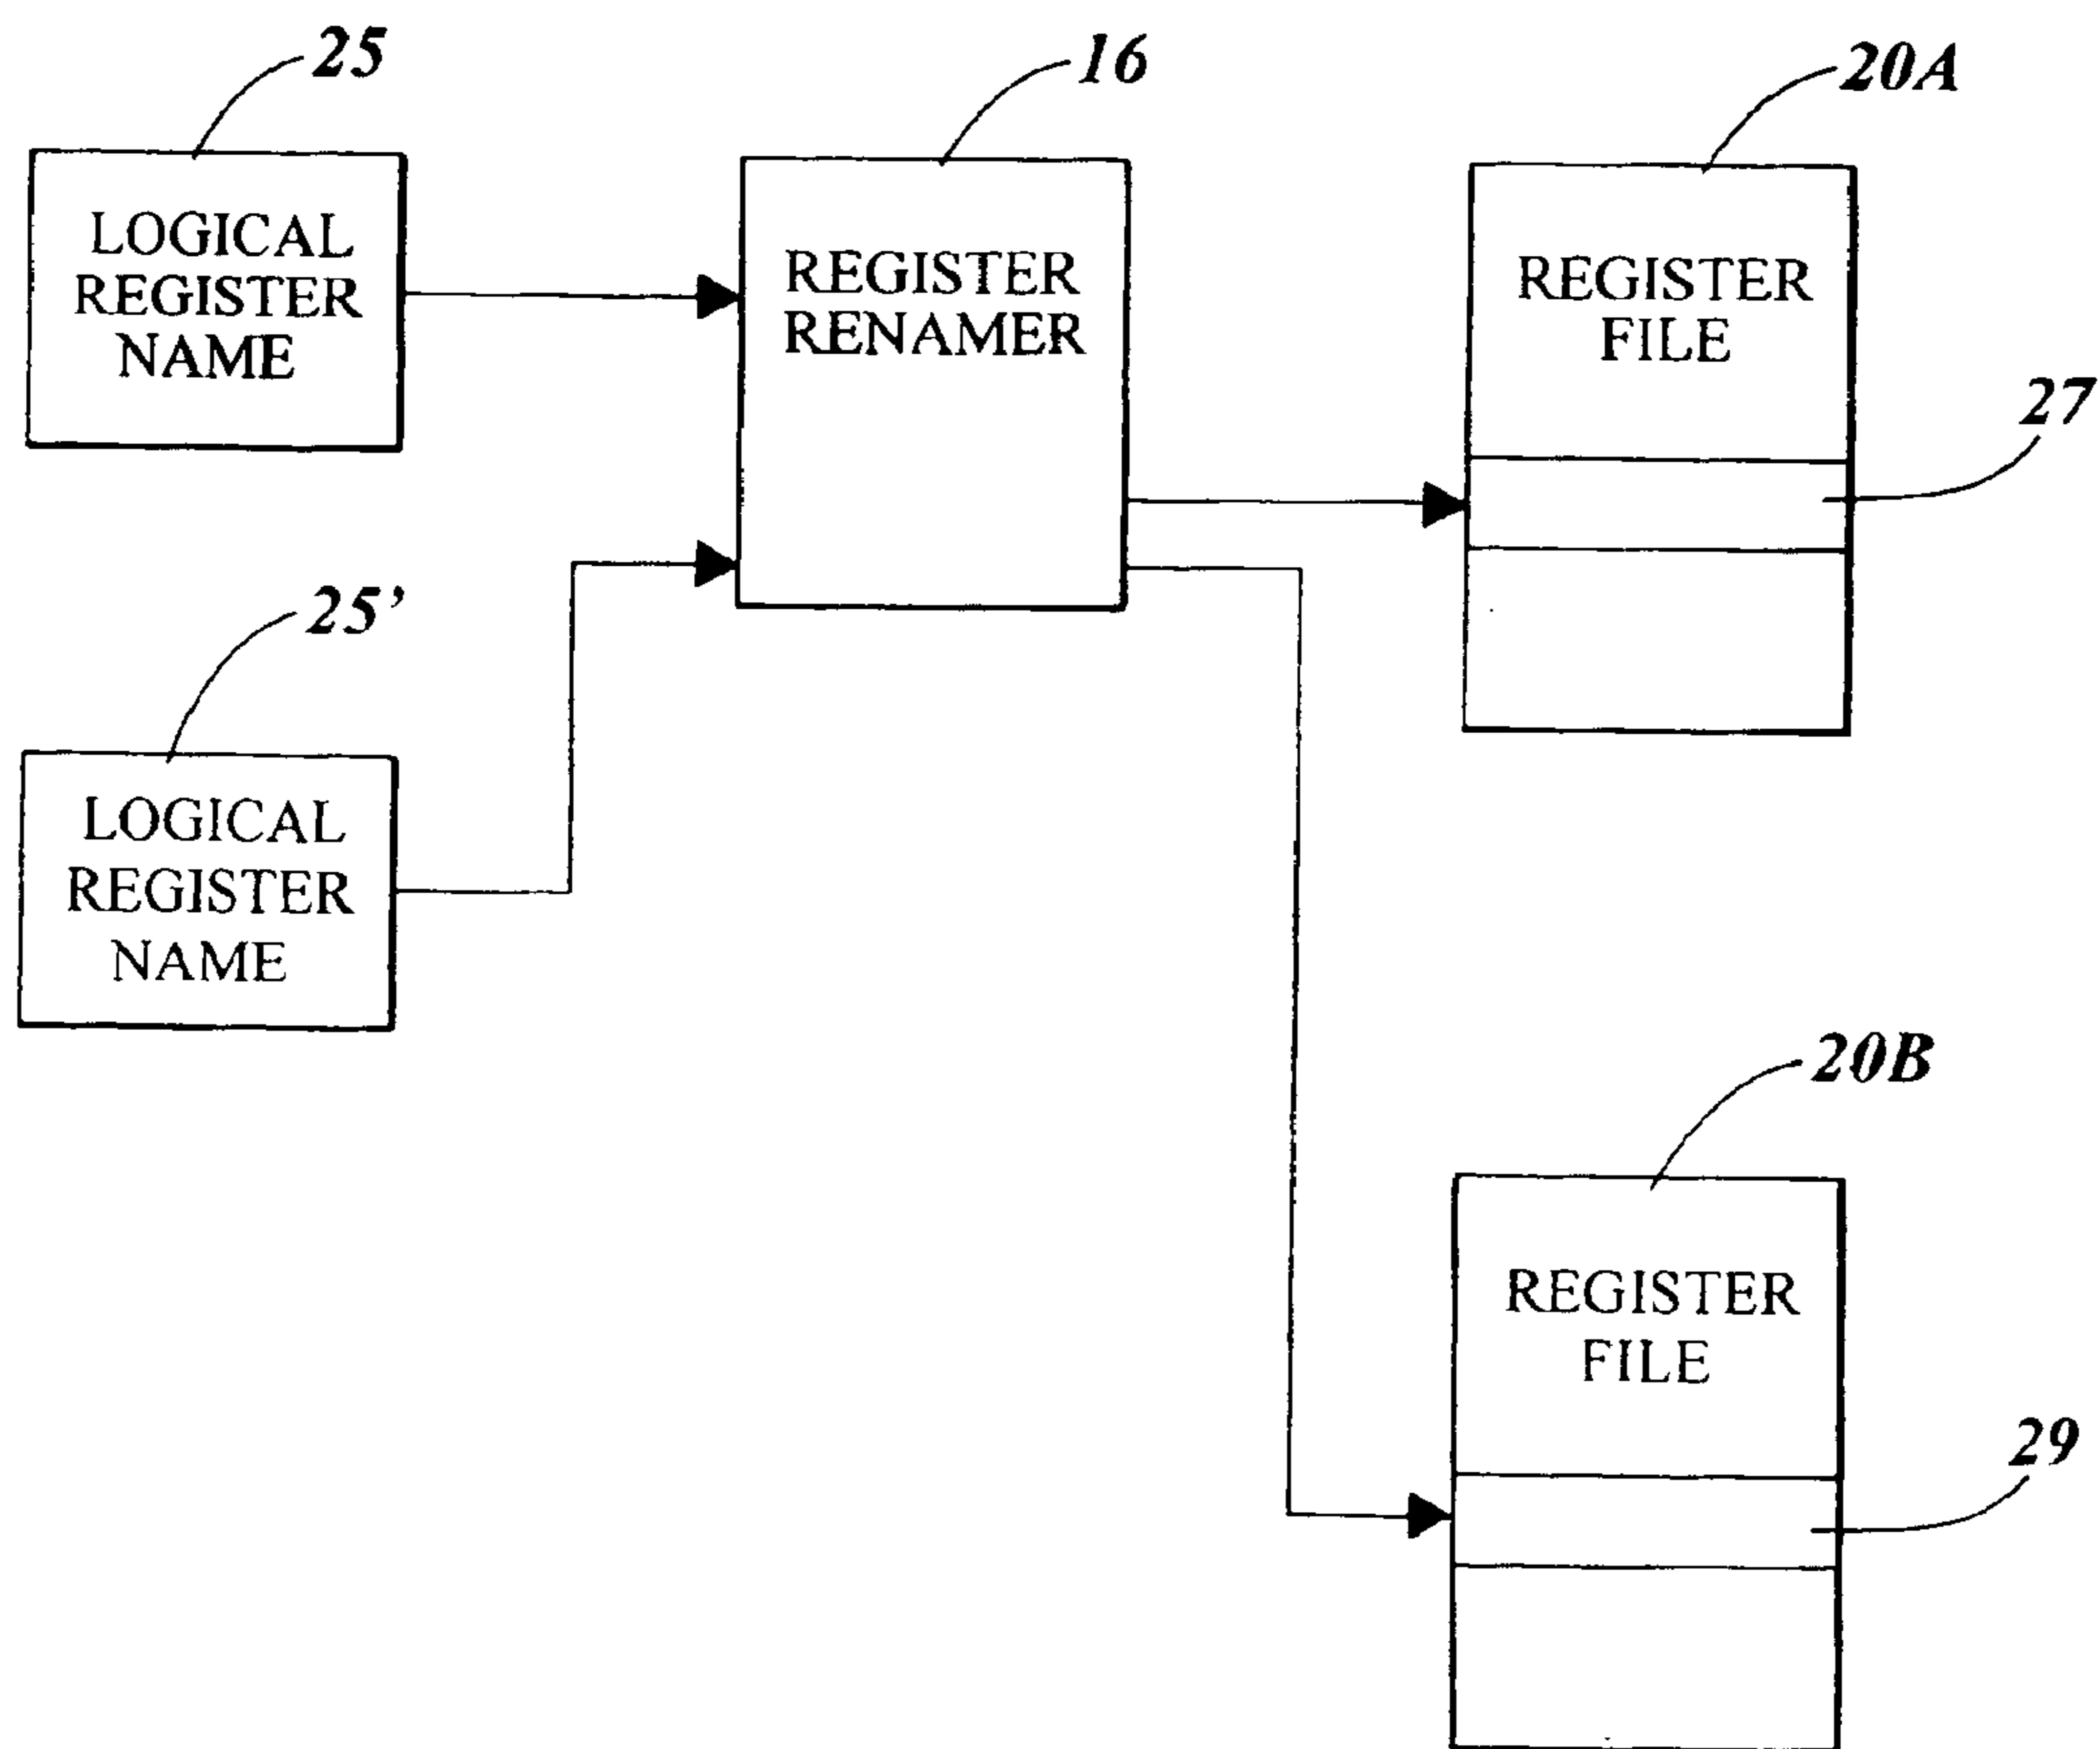 25
16
20A
LOGICAL
REGISTER
NAME
REGISTER
RENAMER
REGISTER
FILE
27
25’
LOGICAL
REGISTER
NAME
20B
REGISTER
FILE
29